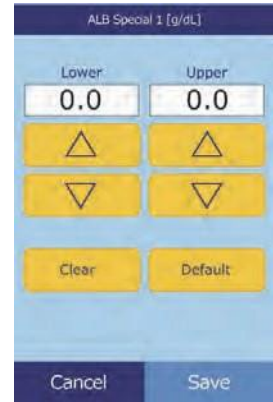 ALB Special 1 [g/dL]
Lower Upper
0.0 0.0
Clear Default
Cancel Save